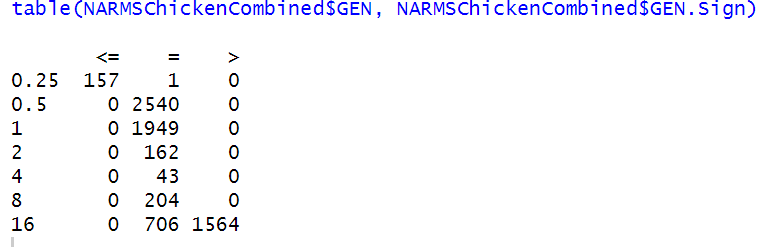 table(NARMSChickenCombined$GEN, NARMSChickenCombined$GEN.Sign)
<= = >
0.25 157 1 0
0.5 0 2540 0
1 0 1949 0
2 0 162 0
4 0 43 0
8 0 204 0
16 0 706 1564